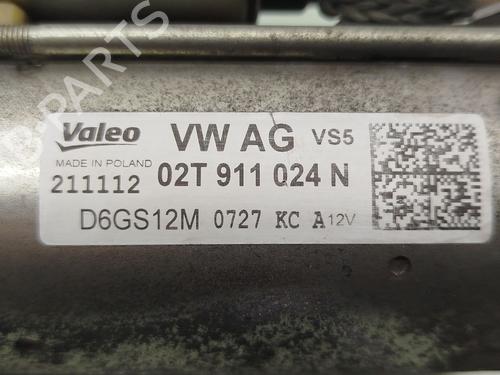 Valeo VW AG VS5
MADE IN POLAND
211112 02T 911 024 N
D6GS12M 0727 KC A 12V